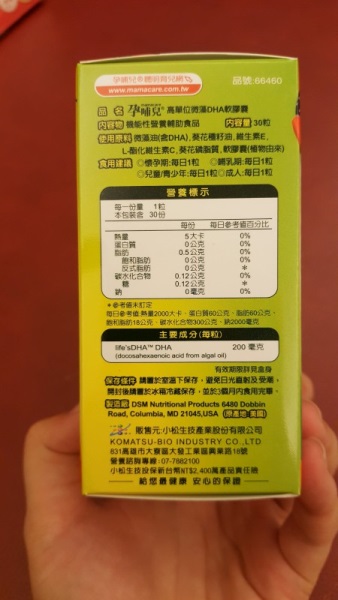 孕婦兒童聰明育兒網
www.mamacare.com.tw
品號:66460
品 名 孕哺兒® 高單位微藻DHA軟膠囊
內容物 機能性營養輔助食品 內容量 30粒
使用原料 微藻油(含DHA)、葵花種籽油、維生素E、
L-酯化維生素C、葵花磷脂質、軟膠囊(植物由來)
食用建議 ○懷孕期:每日1粒 ○哺乳期:每日1粒
○兒童/青少年:每日1粒○成人:每日1粒
營養標示
每一份量 1粒
本包裝含 30份
每份 每日參考值百分比
熱量 5大卡 0%
蛋白質 0公克 0%
脂肪 0.5公克 0%
飽和脂肪 0公克 0%
反式脂肪 0公克 *
碳水化合物 0.12公克 0%
糖 0.12公克 *
鈉 0毫克 0%
*參考值未訂定
每日參考值:熱量2000大卡、蛋白質60公克、脂肪60公克、
飽和脂肪18公克、碳水化合物300公克、鈉2000毫克
主要成分(每粒)
life'sDHA™ DHA 200 毫克
(docosahexaenoic acid from algal oil)
有效期限詳見盒身
保存條件 請置於室溫下保存，避免日光直射及受潮，
開封後請置於冰箱冷藏保存，並於3個月內食用完畢。
製造廠 DSM Nutritional Products 6480 Dobbin
Road, Columbia, MD 21045,USA (原產地:美國)
販售元:小松生技產業股份有限公司
KOMATSU-BIO INDUSTRY CO.,LTD
831高雄市大寮區大發工業區興業路18號
營養諮詢專線:07-7882100
小松生技投保新台幣NT$2,400萬產品責任險
給您最健康 安心的保證